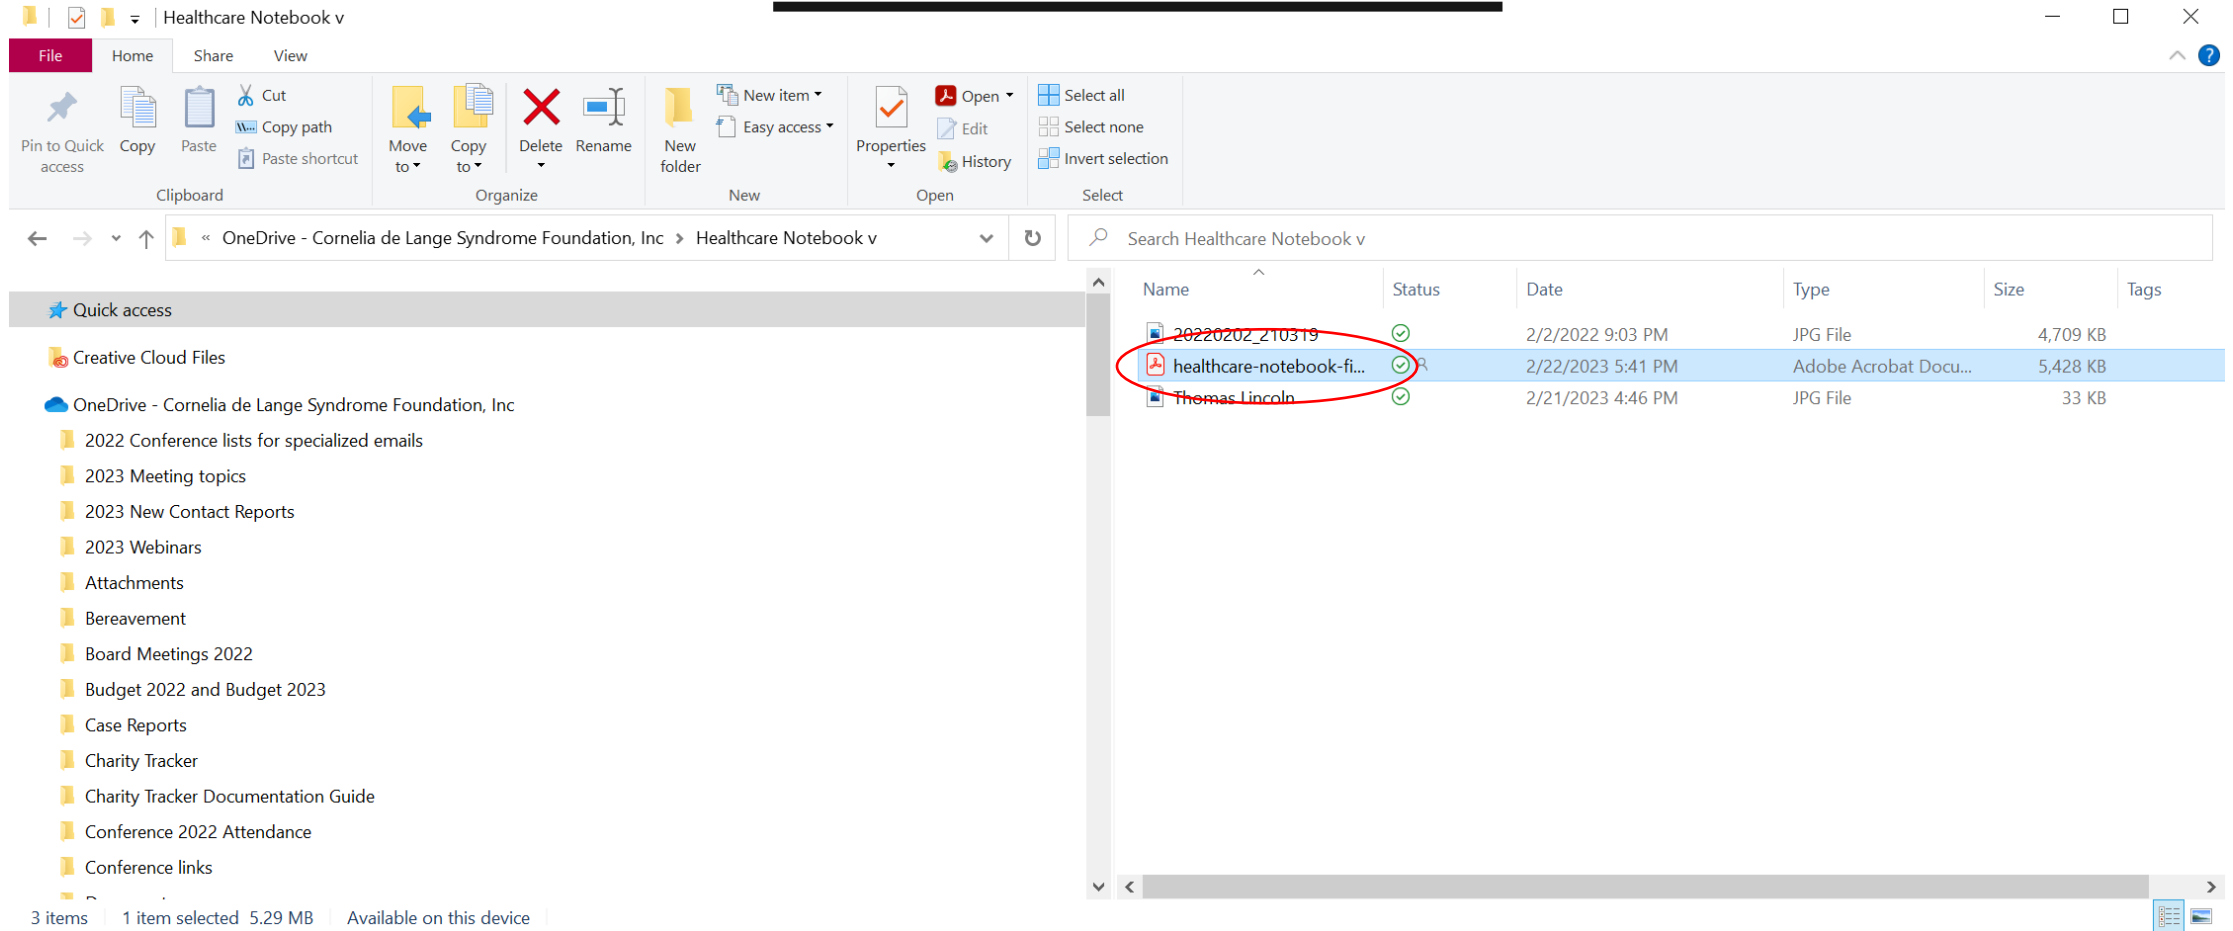 Healthcare Notebook v
File Home Share View
Pin to Quick access
Copy
Paste
Cut
Copy path
Paste shortcut
Clipboard
Move to
Copy to
Delete
Rename
Organize
New folder
New item
Easy access
New
Properties
Open
Edit
History
Open
Select all
Select none
Invert selection
Select
« OneDrive - Cornelia de Lange Syndrome Foundation, Inc > Healthcare Notebook v
Search Healthcare Notebook v
Quick access
Creative Cloud Files
OneDrive - Cornelia de Lange Syndrome Foundation, Inc
2022 Conference lists for specialized emails
2023 Meeting topics
2023 New Contact Reports
2023 Webinars
Attachments
Bereavement
Board Meetings 2022
Budget 2022 and Budget 2023
Case Reports
Charity Tracker
Charity Tracker Documentation Guide
Conference 2022 Attendance
Conference links
Name Status Date Type Size Tags
20220202_210319 2/2/2022 9:03 PM JPG File 4,709 KB
healthcare-notebook-fi... 2/22/2023 5:41 PM Adobe Acrobat Docu... 5,428 KB
Thomas Lincoln 2/21/2023 4:46 PM JPG File 33 KB
3 items 1 item selected 5.29 MB Available on this device